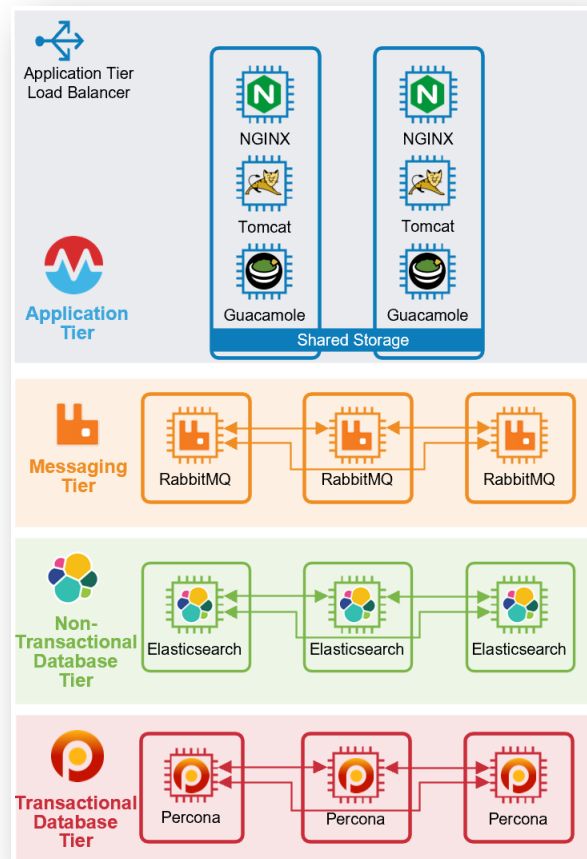 Application Tier
Load Balancer
NGINX
NGINX
Tomcat
Tomcat
Guacamole
Guacamole
Shared Storage
Application
Tier
RabbitMQ
RabbitMQ
RabbitMQ
Messaging
Tier
Elasticsearch
Elasticsearch
Elasticsearch
Non-
Transactional
Database
Tier
Percona
Percona
Percona
Transactional
Database
Tier